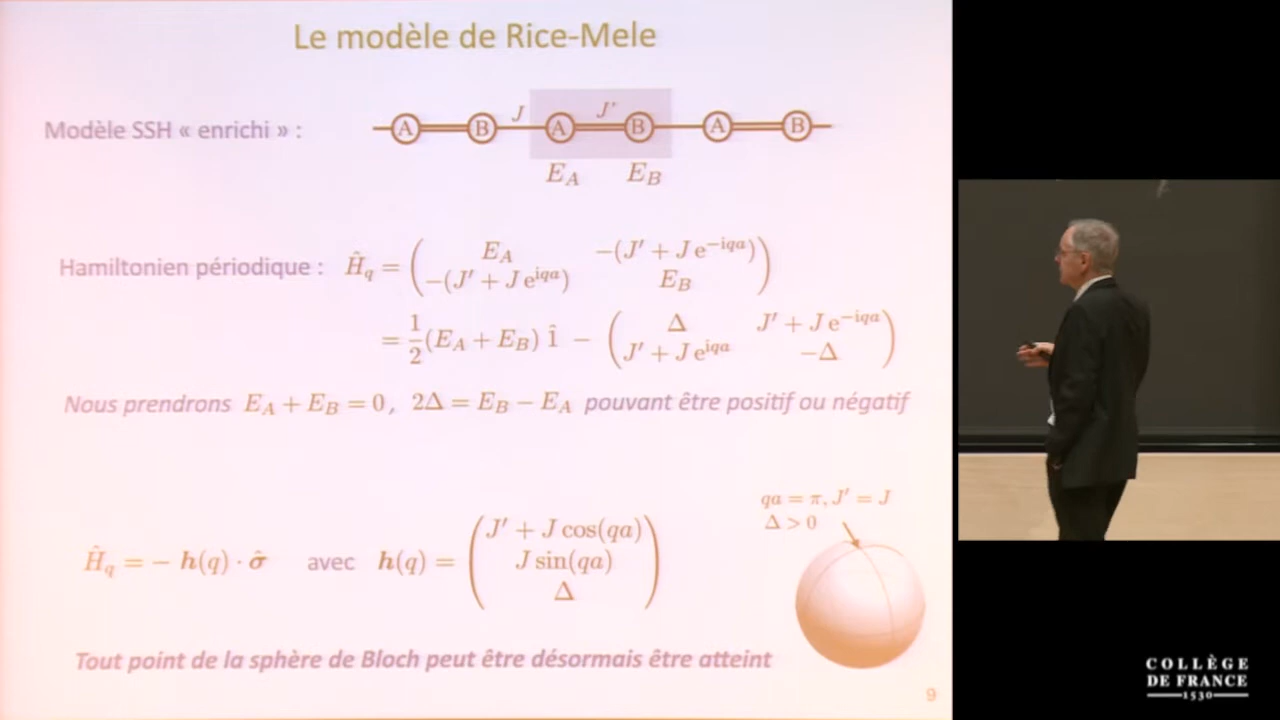 Le modèle de Rice-Mele
Modèle SSH « enrichi » :
A B J A J' B A B
E_A E_B
Hamiltonien périodique : Ĥ_q = ( E_A −(J′ + J e^{−iqa})
−(J′ + J e^{iqa}) E_B )
= 1/2 (E_A + E_B) 1̂ − ( Δ J′ + J e^{−iqa}
J′ + J e^{iqa} −Δ )
Nous prendrons E_A + E_B = 0, 2Δ = E_B − E_A pouvant être positif ou négatif
qa = π, J′ = J
Δ > 0
Ĥ_q = − h(q) · σ̂ avec h(q) = ( J′ + J cos(qa)
J sin(qa)
Δ )
Tout point de la sphère de Bloch peut être désormais être atteint
9
COLLÈGE
DE FRANCE
1530